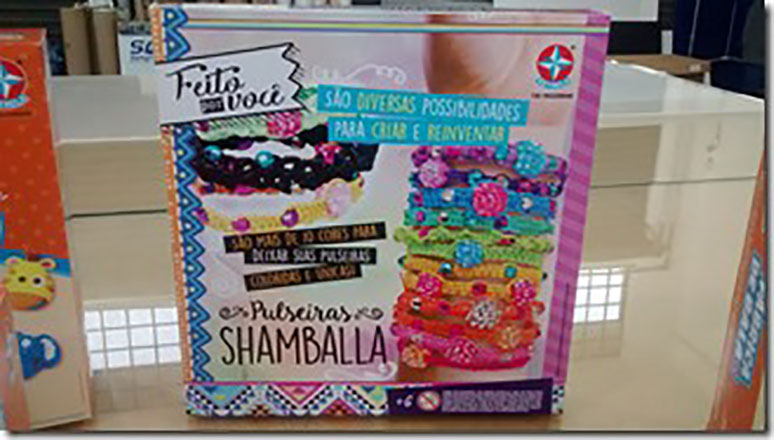 Feito
POR VOCÊ
SÃO DIVERSAS POSSIBILIDADES
PARA CRIAR E REINVENTAR
SÃO MAIS DE 10 CORES PARA
DEIXAR SUAS PULSEIRAS
COLORIDAS E ÚNICAS!
Pulseiras
SHAMBALLA
+6